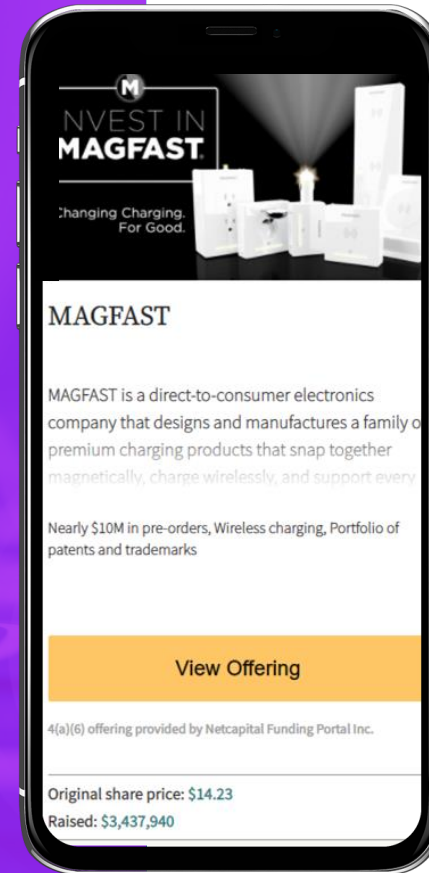 M
NVEST IN
MAGFAST
Changing Charging.
For Good.
MAGFAST
MAGFAST is a direct-to-consumer electronics
company that designs and manufactures a family o
premium charging products that snap together
magnetically, charge wirelessly, and support every
Nearly $10M in pre-orders, Wireless charging, Portfolio of
patents and trademarks
View Offering
4(a)(6) offering provided by Netcapital Funding Portal Inc.
Original share price: $14.23
Raised: $3,437,940